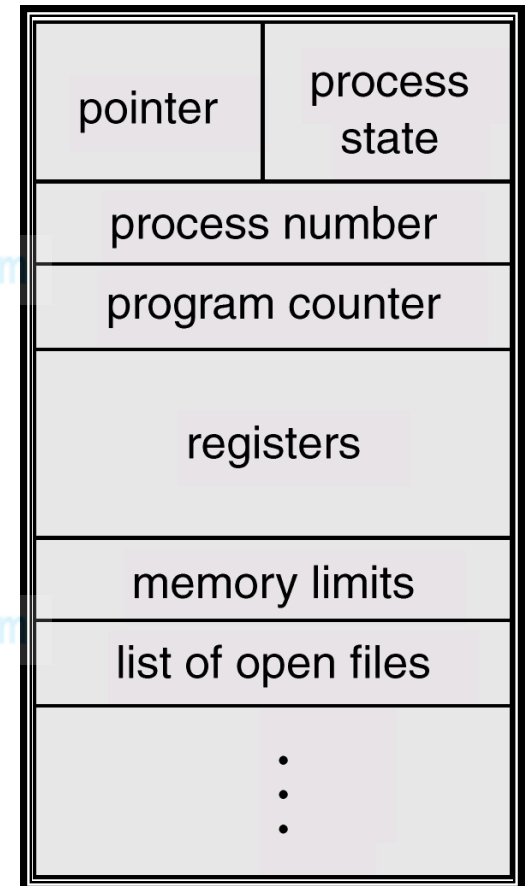 pointer
process
state
process number
program counter
registers
memory limits
list of open files